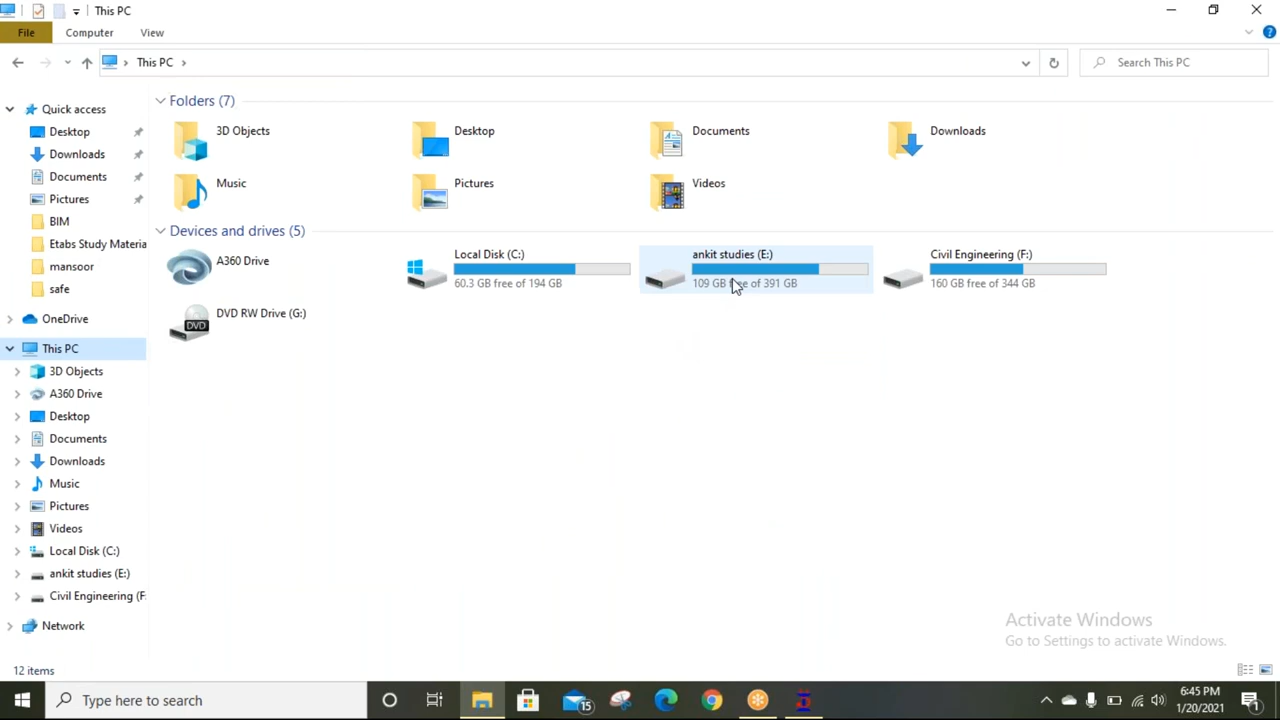 This PC
File Computer View
This PC
Search This PC
Quick access
Desktop
Downloads
Documents
Pictures
BIM
Etabs Study Materia
mansoor
safe
OneDrive
This PC
3D Objects
A360 Drive
Desktop
Documents
Downloads
Music
Pictures
Videos
Local Disk (C:)
ankit studies (E:)
Civil Engineering (F:
Network
Folders (7)
3D Objects
Desktop
Documents
Downloads
Music
Pictures
Videos
Devices and drives (5)
A360 Drive
Local Disk (C:)
60.3 GB free of 194 GB
ankit studies (E:)
109 GB free of 391 GB
Civil Engineering (F:)
160 GB free of 344 GB
DVD
DVD RW Drive (G:)
Activate Windows
Go to Settings to activate Windows.
12 items
Type here to search
15
6:45 PM
1/20/2021
1